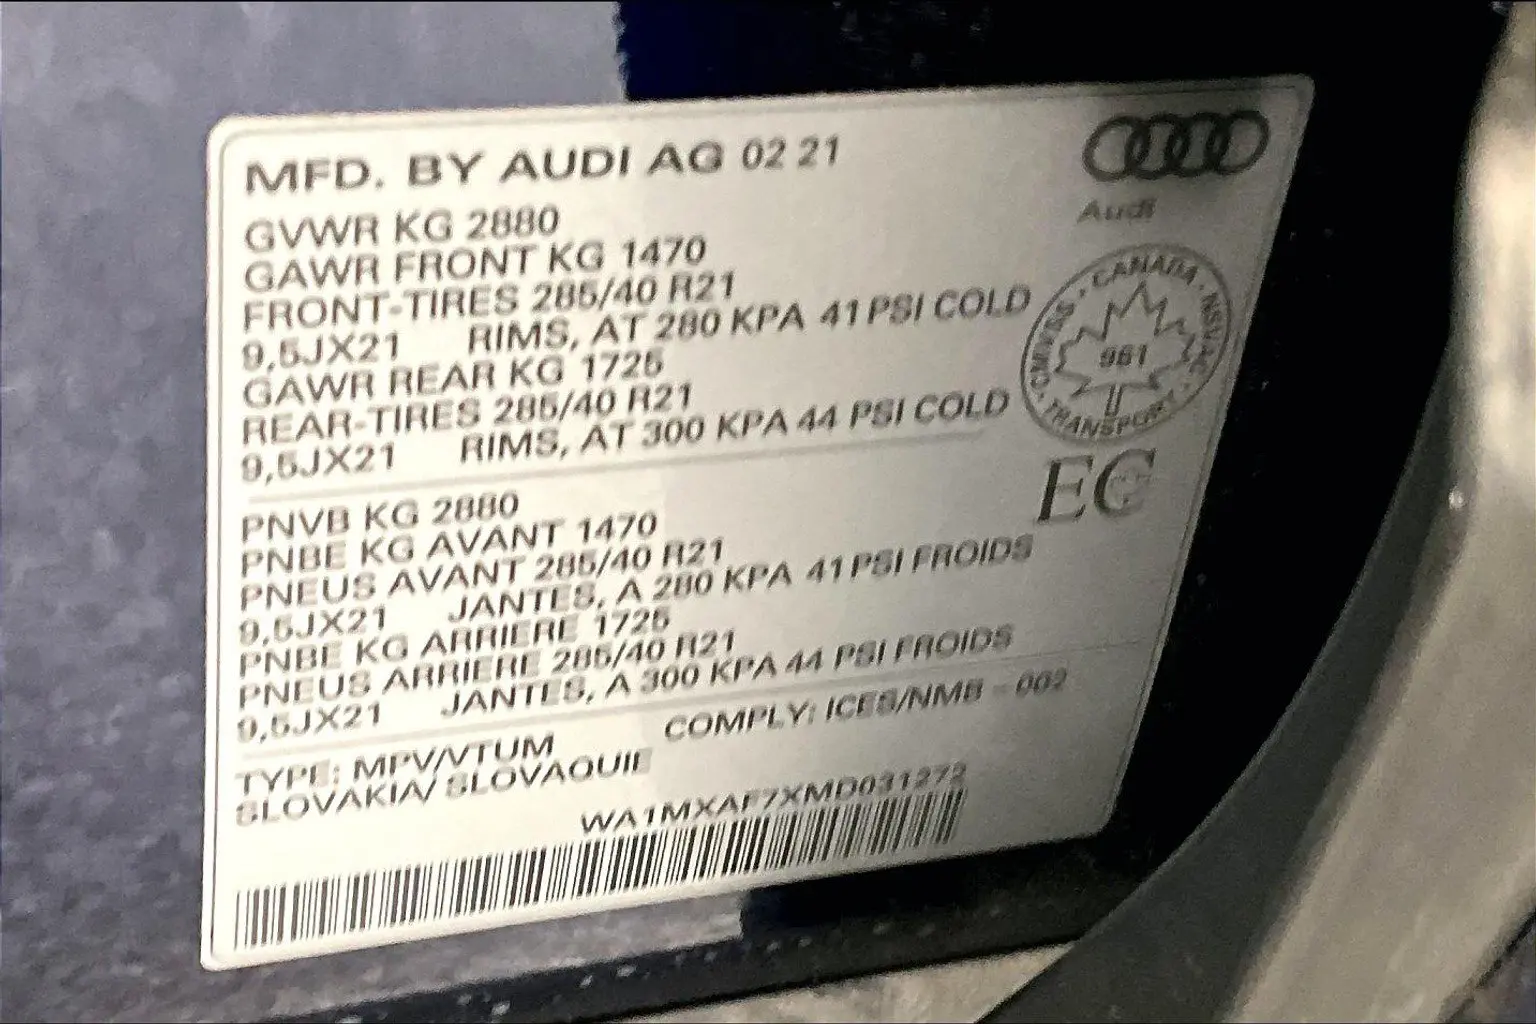 MFD. BY AUDI AG 02 21
Audi
GVWR KG 2880
GAWR FRONT KG 1470
FRONT-TIRES 285/40 R21
9,5JX21 RIMS, AT 280 KPA 41 PSI COLD
GAWR REAR KG 1725
REAR-TIRES 285/40 R21
9,5JX21 RIMS, AT 300 KPA 44 PSI COLD
CANADA · NSVAC · TRANSPORT · CMVSS ·
961
EC
PNVB KG 2880
PNBE KG AVANT 1470
PNEUS AVANT 285/40 R21
9,5JX21 JANTES, A 280 KPA 41 PSI FROIDS
PNBE KG ARRIERE 1725
PNEUS ARRIERE 285/40 R21
9,5JX21 JANTES, A 300 KPA 44 PSI FROIDS
TYPE: MPV/VTUM COMPLY: ICES/NMB - 002
SLOVAKIA/ SLOVAQUIE
WA1MXAF7XMD031272